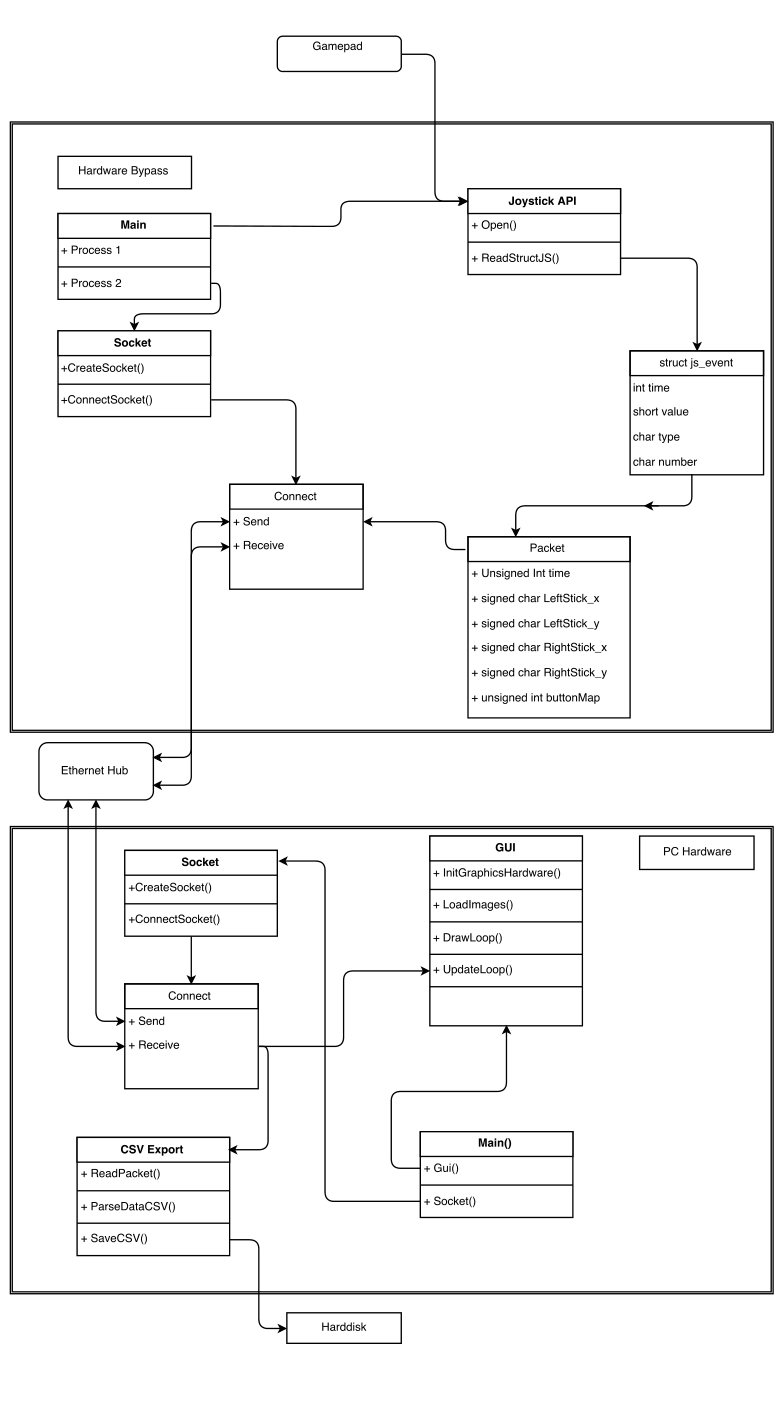 Gamepad
Hardware Bypass
Main
+ Process 1
+ Process 2
Joystick API
+ Open()
+ ReadStructJS()
Socket
+CreateSocket()
+ConnectSocket()
struct js_event
int time
short value
char type
char number
Connect
+ Send
+ Receive
Packet
+ Unsigned Int time
+ signed char LeftStick_x
+ signed char LeftStick_y
+ signed char RightStick_x
+ signed char RightStick_y
+ unsigned int buttonMap
Ethernet Hub
PC Hardware
Socket
+CreateSocket()
+ConnectSocket()
GUI
+ InitGraphicsHardware()
+ LoadImages()
+ DrawLoop()
+ UpdateLoop()
Connect
+ Send
+ Receive
CSV Export
+ ReadPacket()
+ ParseDataCSV()
+ SaveCSV()
Main()
+ Gui()
+ Socket()
Harddisk